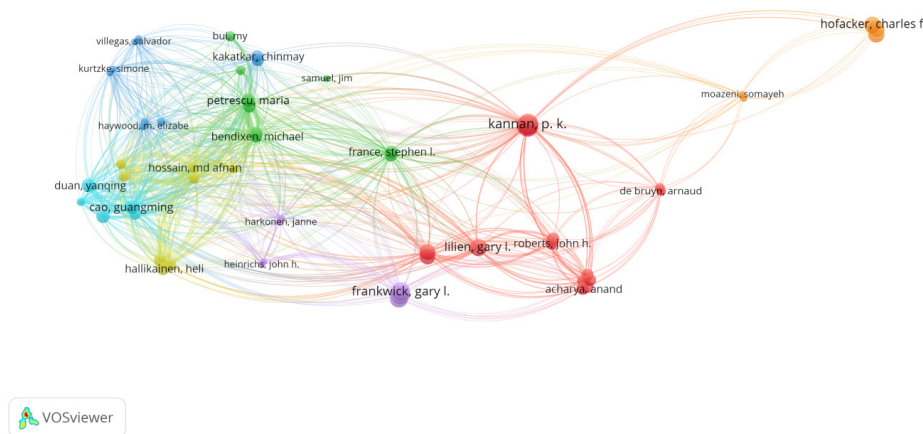 hofacker, charles f
bui, my
villegas, salvador
kakatkar, chinmay
kurtzke, simone
samuel, jim
moazeni, somayeh
petrescu, maria
kannan, p. k.
haywood, m. elizabe
bendixen, michael
france, stephen l.
hossain, md afnan
duan, yanqing
de bruyn, arnaud
cao, guangming
harkonen, janne
lilien, gary l.
roberts, john h.
heinrichs, john h.
hallikainen, heli
acharya, anand
frankwick, gary l.
VOSviewer